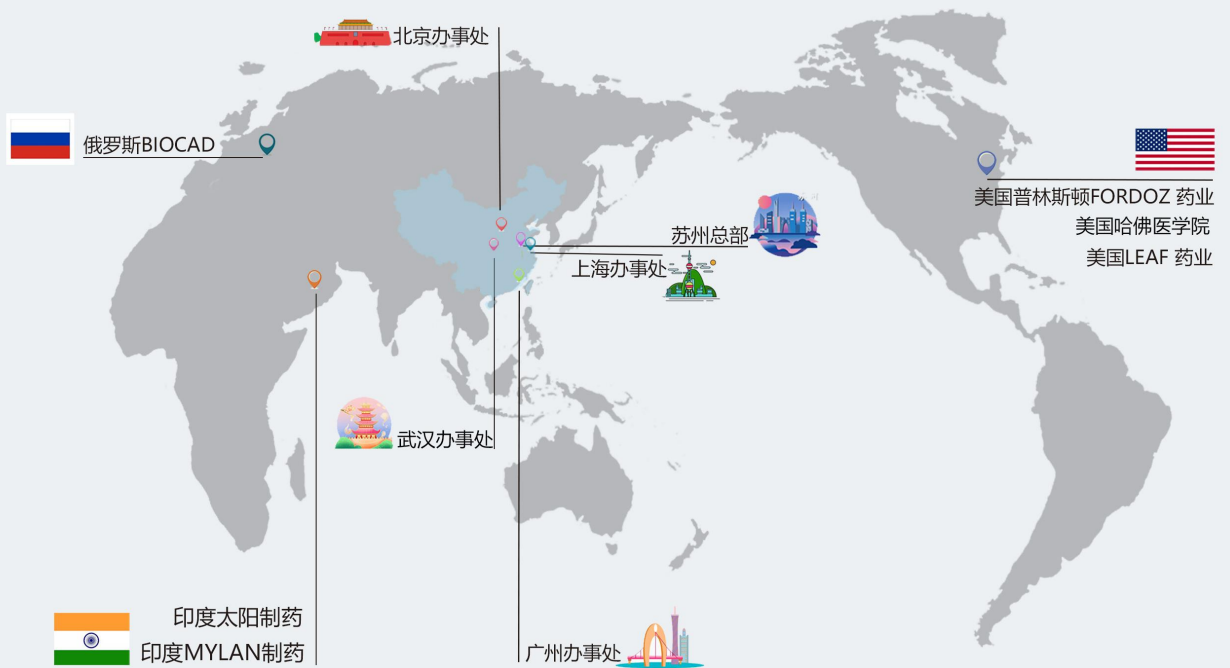 北京办事处
俄罗斯BIOCAD
美国普林斯顿FORDOZ 药业
美国哈佛医学院
美国LEAF 药业
苏州总部
上海办事处
武汉办事处
印度太阳制药
印度MYLAN制药
广州办事处